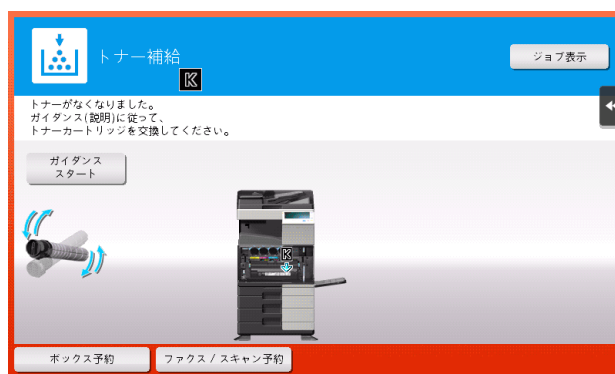 トナー補給
K
ジョブ表示
トナーがなくなりました。
ガイダンス(説明)に従って、
トナーカートリッジを交換してください。
ガイダンス
スタート
K
ボックス予約
ファクス / スキャン予約